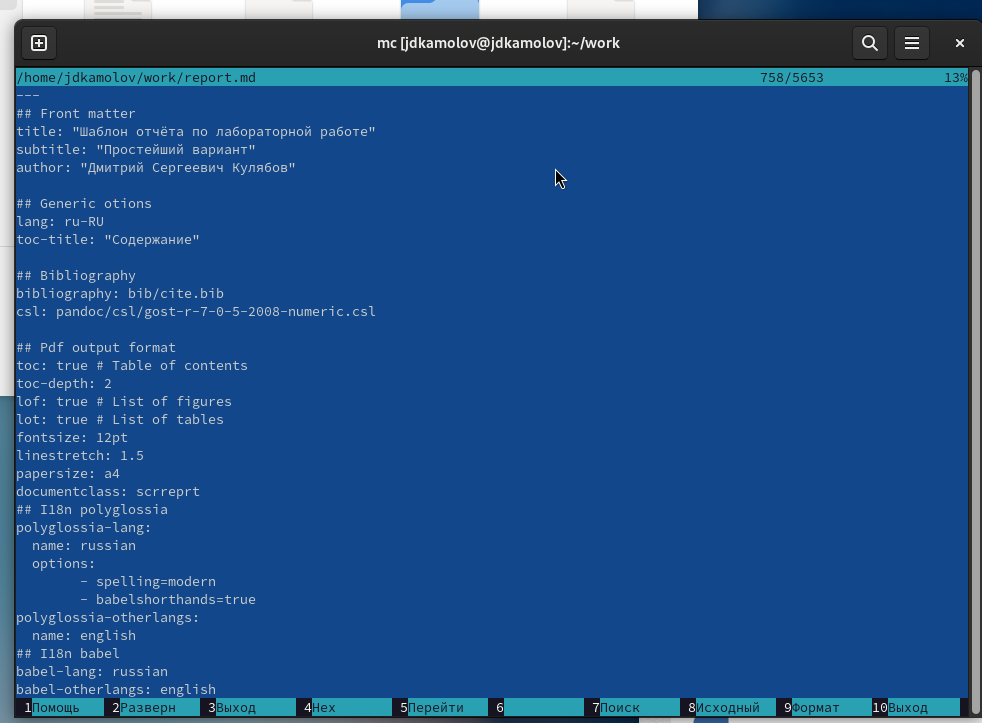 mc [jdkamolov@jdkamolov]:~/work
/home/jdkamolov/work/report.md 758/5653 13%
---
## Front matter
title: "Шаблон отчёта по лабораторной работе"
subtitle: "Простейший вариант"
author: "Дмитрий Сергеевич Кулябов"
## Generic otions
lang: ru-RU
toc-title: "Содержание"
## Bibliography
bibliography: bib/cite.bib
csl: pandoc/csl/gost-r-7-0-5-2008-numeric.csl
## Pdf output format
toc: true # Table of contents
toc-depth: 2
lof: true # List of figures
lot: true # List of tables
fontsize: 12pt
linestretch: 1.5
papersize: a4
documentclass: scrreprt
## I18n polyglossia
polyglossia-lang:
  name: russian
  options:
        - spelling=modern
        - babelshorthands=true
polyglossia-otherlangs:
  name: english
## I18n babel
babel-lang: russian
babel-otherlangs: english
1Помощь 2Разверн 3Выход 4Hex 5Перейти 6 7Поиск 8Исходный 9Формат 10Выход